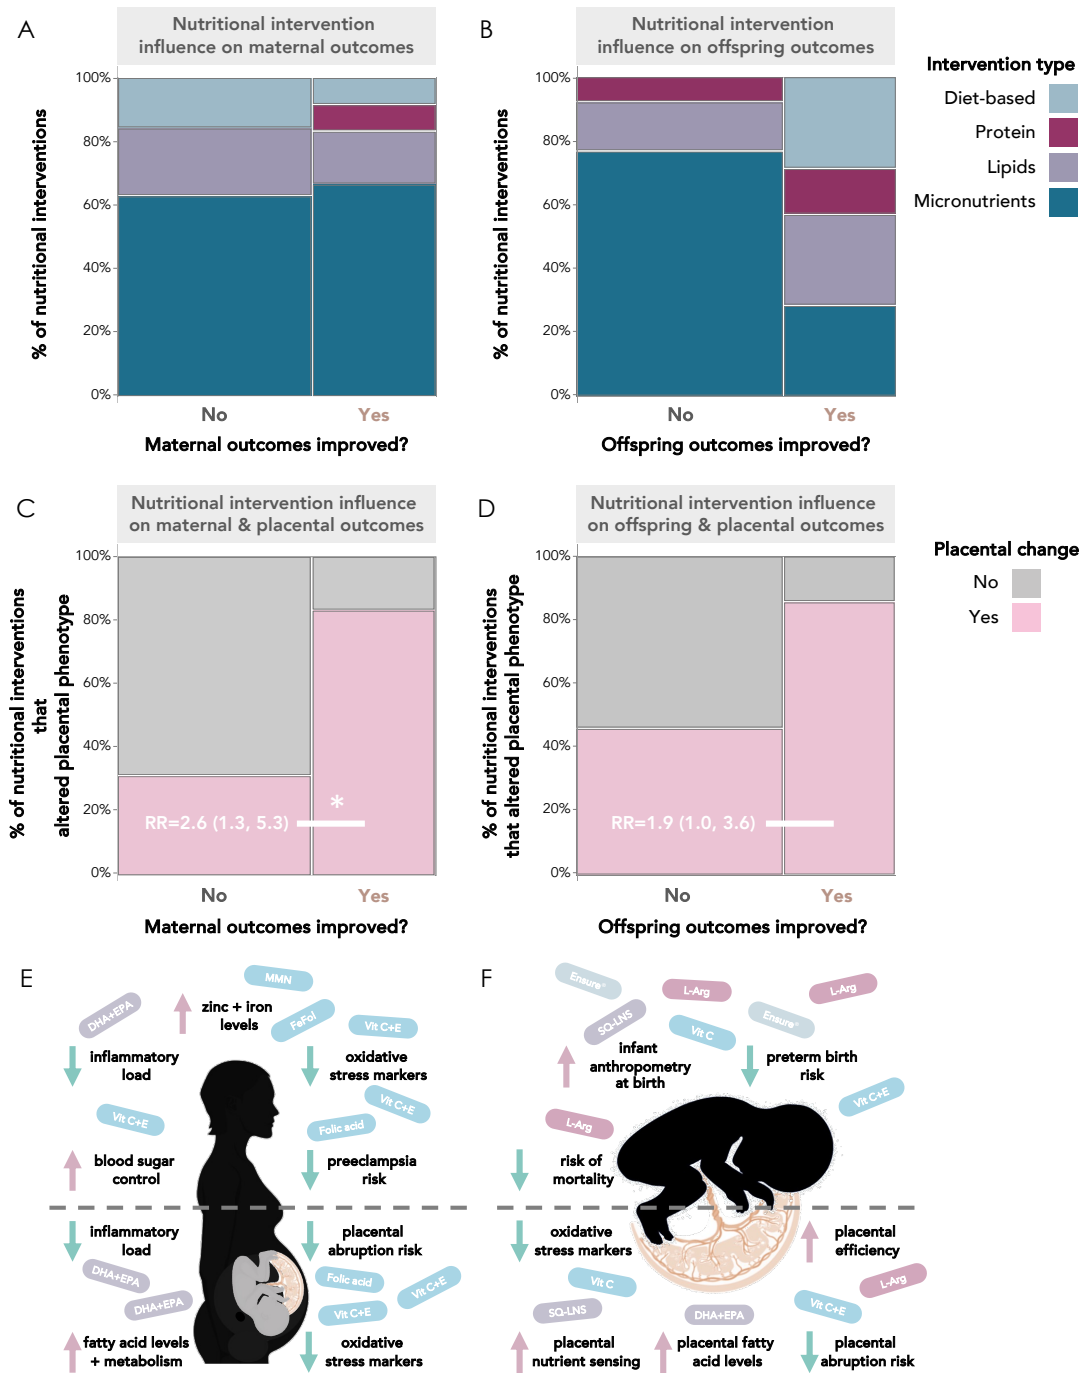 A
Nutritional intervention
influence on maternal outcomes
% of nutritional interventions
100%
80%
60%
40%
20%
0%
No
Yes
Maternal outcomes improved?
B
Nutritional intervention
influence on offspring outcomes
% of nutritional interventions
100%
80%
60%
40%
20%
0%
No
Yes
Offspring outcomes improved?
Intervention type
Diet-based
Protein
Lipids
Micronutrients
C
Nutritional intervention influence
on maternal & placental outcomes
% of nutritional interventions
that
altered placental phenotype
100%
80%
60%
40%
20%
0%
RR=2.6 (1.3, 5.3)
*
No
Yes
Maternal outcomes improved?
D
Nutritional intervention influence
on offspring & placental outcomes
% of nutritional interventions
that altered placental phenotype
100%
80%
60%
40%
20%
0%
RR=1.9 (1.0, 3.6)
No
Yes
Offspring outcomes improved?
Placental change
No
Yes
E
MMN
DHA+EPA
zinc + iron
levels
FeFol
Vit C+E
inflammatory
load
oxidative
stress markers
Vit C+E
Vit C+E
Folic acid
blood sugar
control
preeclampsia
risk
inflammatory
load
placental
abruption risk
DHA+EPA
DHA+EPA
Folic acid
Vit C+E
Vit C+E
fatty acid levels
+ metabolism
oxidative
stress markers
F
Ensure®
L-Arg
L-Arg
SQ-LNS
Vit C
Ensure®
infant
anthropometry
at birth
preterm birth
risk
Vit C+E
L-Arg
risk of
mortality
oxidative
stress markers
placental
efficiency
Vit C
L-Arg
SQ-LNS
DHA+EPA
Vit C+E
placental
nutrient sensing
placental fatty
acid levels
placental
abruption risk